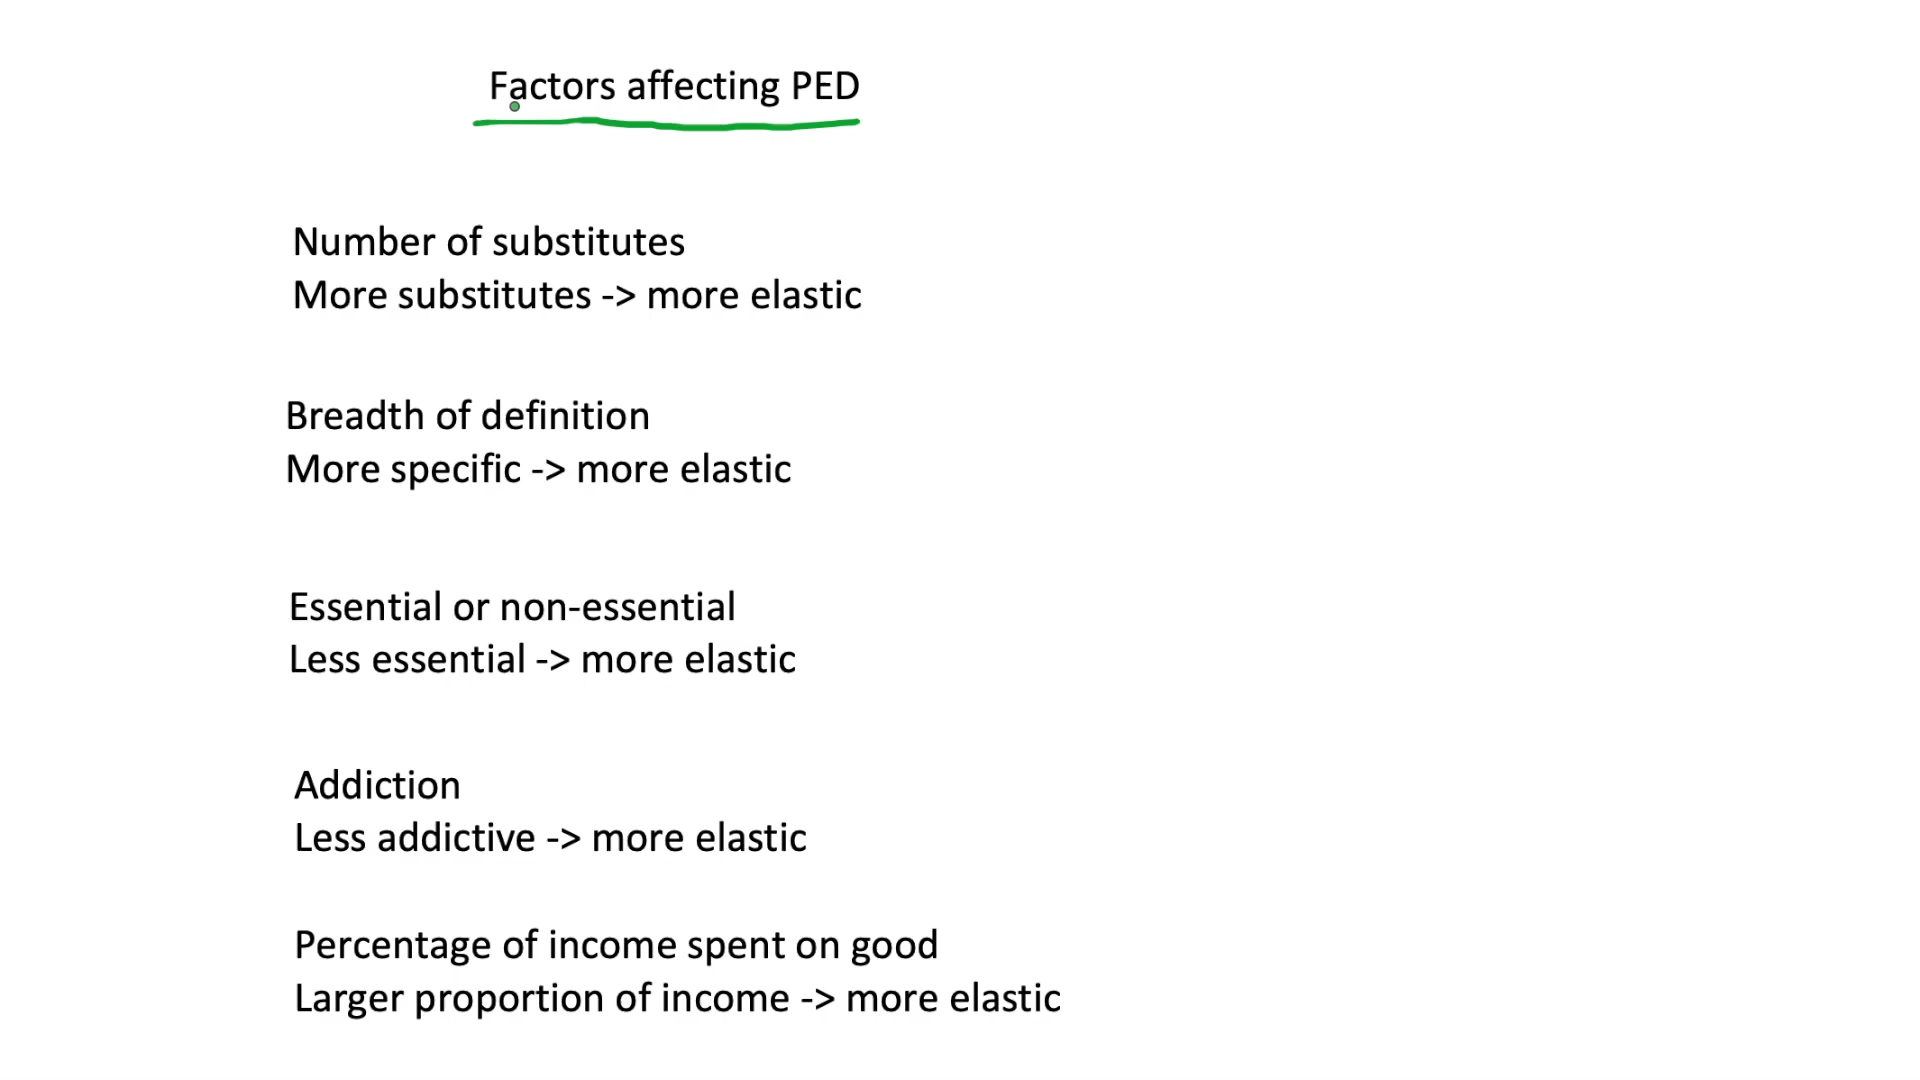 Factors affecting PED
Number of substitutes
More substitutes -> more elastic
Breadth of definition
More specific -> more elastic
Essential or non-essential
Less essential -> more elastic
Addiction
Less addictive -> more elastic
Percentage of income spent on good
Larger proportion of income -> more elastic